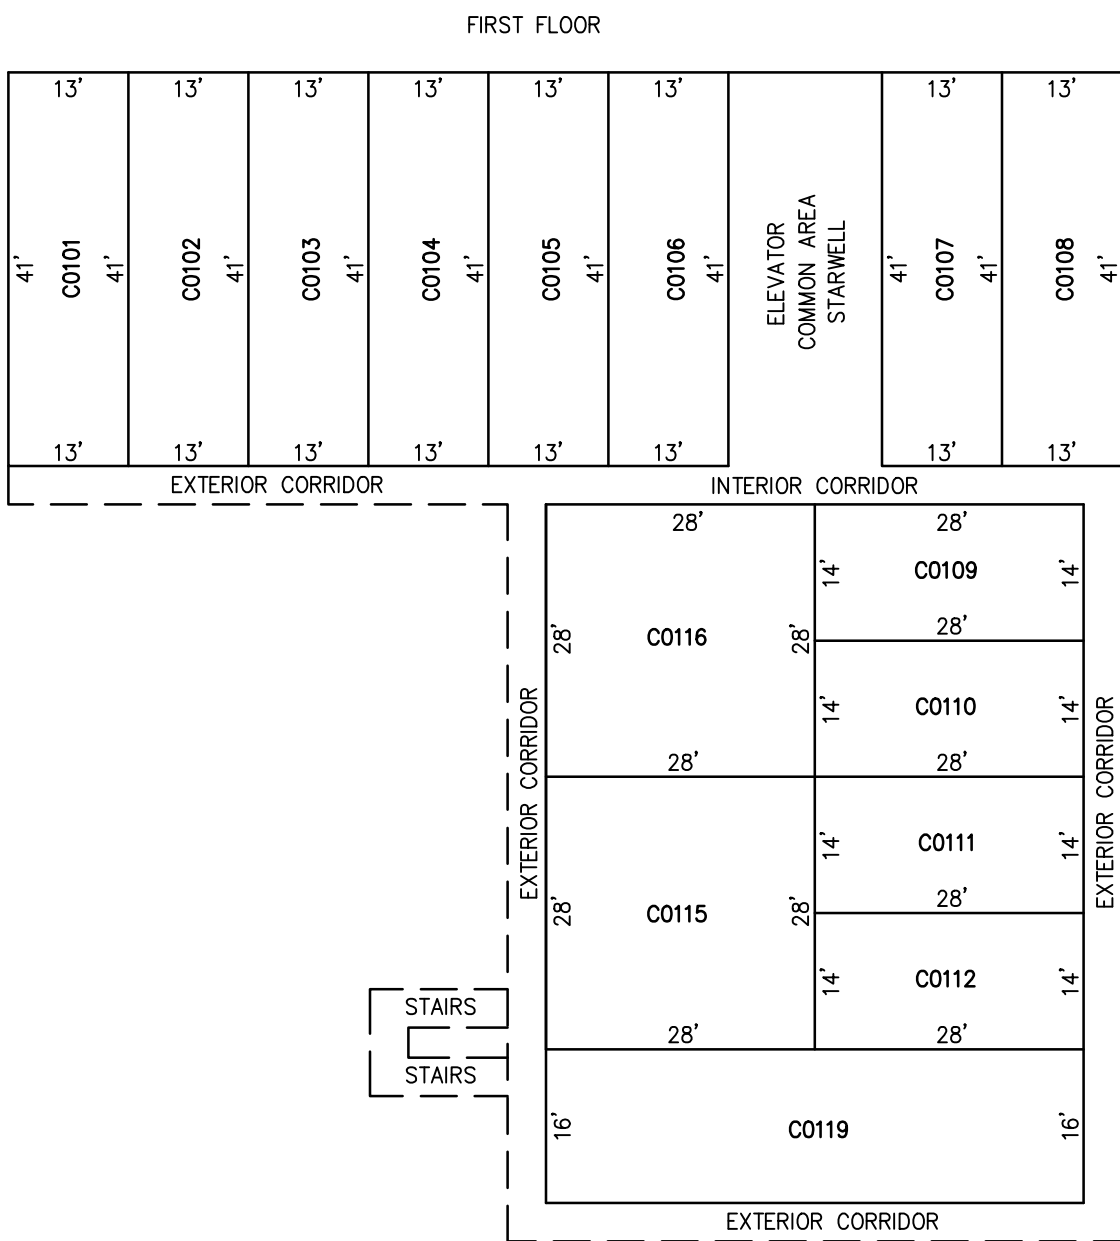 FIRST FLOOR
13' 13' 13' 13' 13' 13' 13' 13'
41' C0101 41' C0102 41' C0103 41' C0104 41' C0105 41' C0106 41'
ELEVATOR
COMMON AREA
STARWELL
41' C0107 41' C0108 41'
13' 13' 13' 13' 13' 13' 13' 13'
EXTERIOR CORRIDOR
INTERIOR CORRIDOR
28' 28'
14' C0109 14'
28'
28' C0116 28'
14' C0110 14'
28' 28'
EXTERIOR CORRIDOR
EXTERIOR CORRIDOR
14' C0111 14'
28'
28' C0115 28'
14' C0112 14'
28' 28'
STAIRS
STAIRS
16' C0119 16'
EXTERIOR CORRIDOR